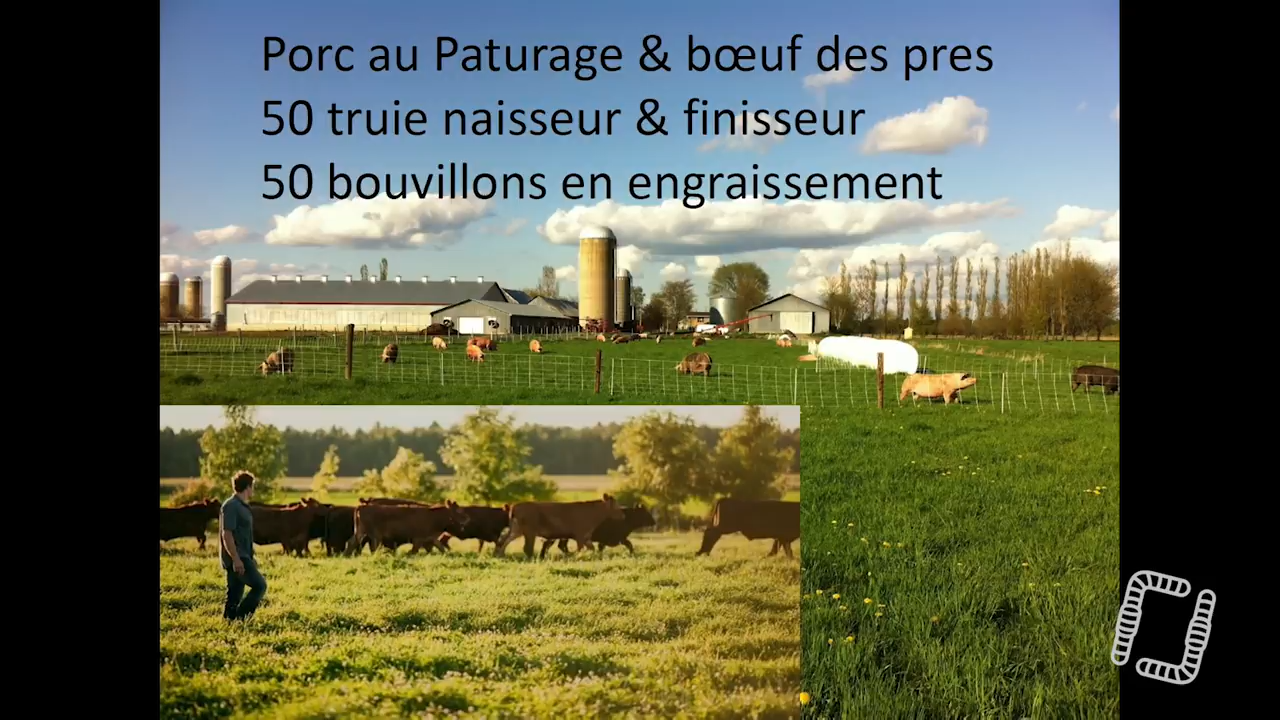 Porc au Paturage & bœuf des pres
50 truie naisseur & finisseur
50 bouvillons en engraissement